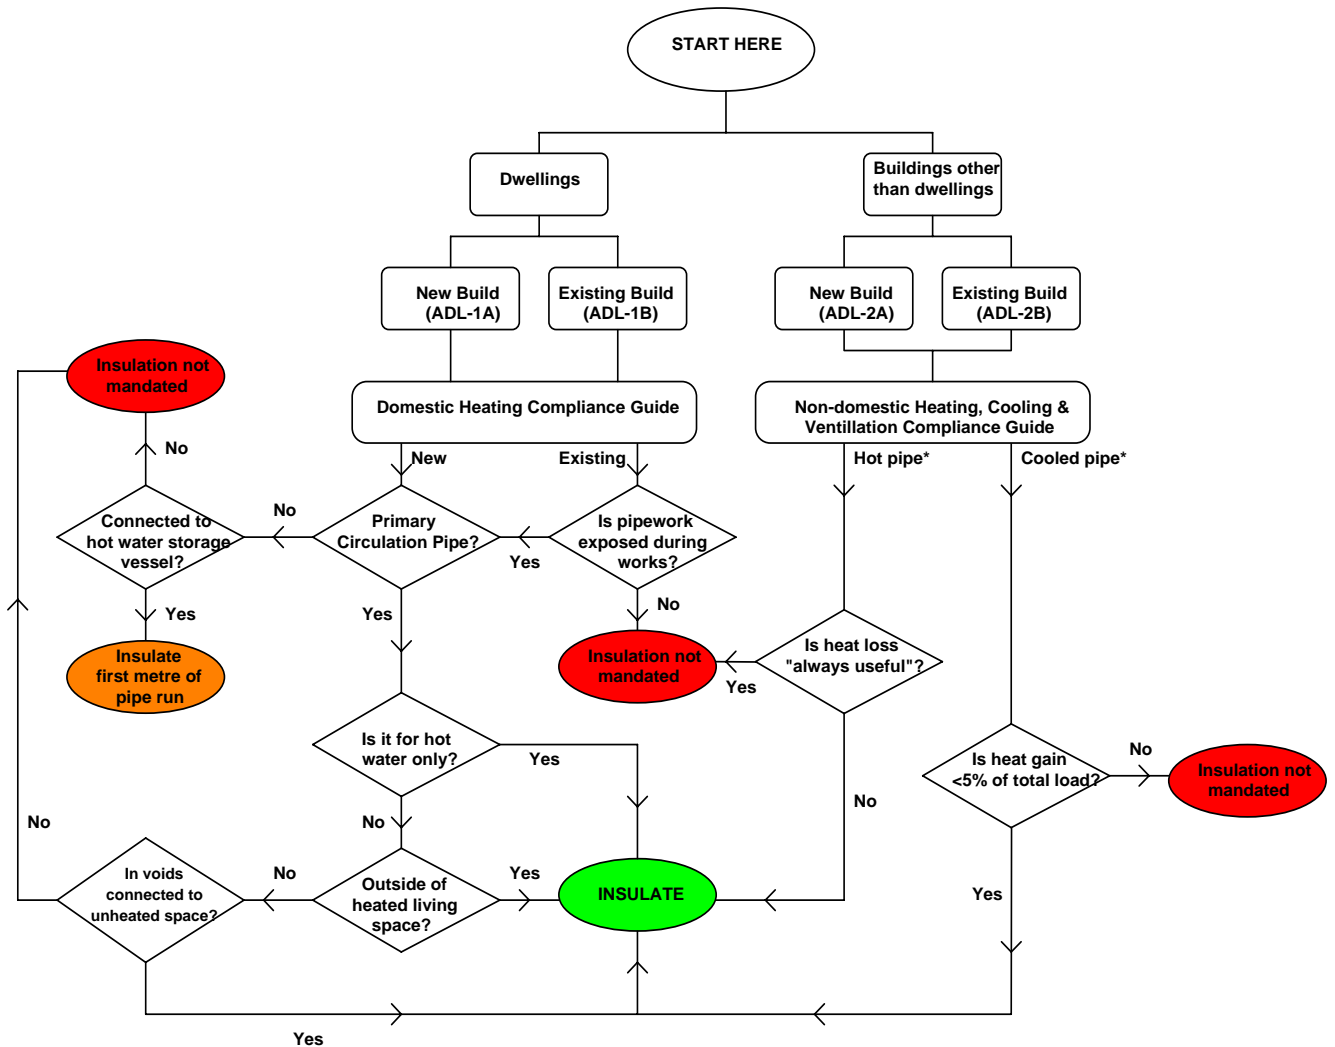 START HERE
Dwellings
Buildings other
than dwellings
New Build
(ADL-1A)
Existing Build
(ADL-1B)
New Build
(ADL-2A)
Existing Build
(ADL-2B)
Insulation not
mandated
Domestic Heating Compliance Guide
Non-domestic Heating, Cooling &
Ventillation Compliance Guide
No
New
Existing
Hot pipe*
Cooled pipe*
Connected to
hot water storage
vessel?
No
Primary
Circulation Pipe?
Yes
Is pipework
exposed during
works?
Yes
Yes
No
Insulate
first metre of
pipe run
Insulation not
mandated
Yes
Is heat loss
"always useful"?
Is it for hot
water only?
Yes
Is heat gain
<5% of total load?
No
Insulation not
mandated
No
No
No
In voids
connected to
unheated space?
No
Outside of
heated living
space?
Yes
INSULATE
Yes
Yes